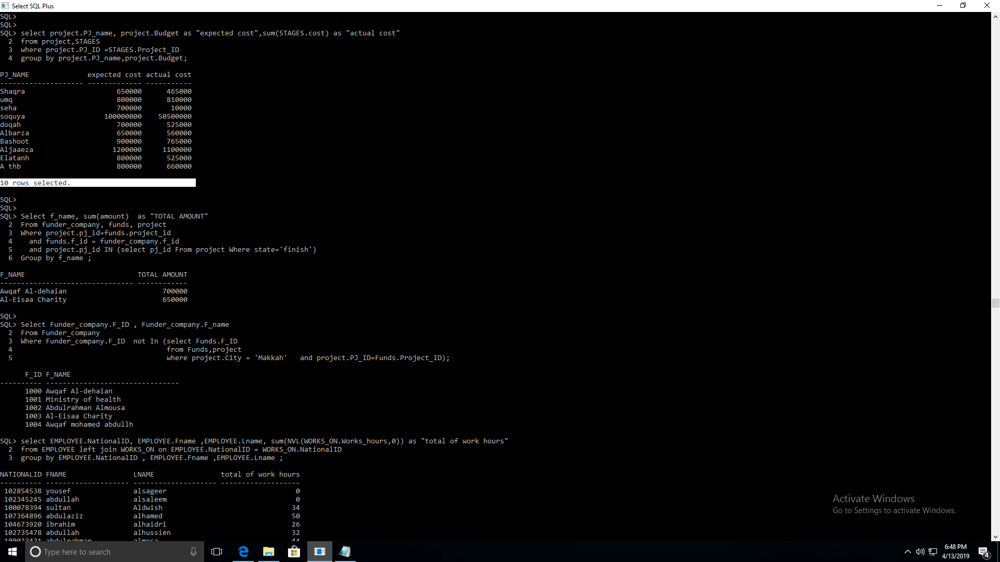 Select SQL Plus
SQL>
SQL>
SQL> select project.PJ_name, project.Budget as "expected cost",sum(STAGES.cost) as "actual cost"
  2  from project,STAGES
  3  where project.PJ_ID =STAGES.Project_ID
  4  group by project.PJ_name,project.Budget;
PJ_NAME              expected cost actual cost
-------------------- ------------- -----------
Shaqra                      650000      465000
umq                         800000      810000
seha                        700000       10000
soquya                   100000000    50500000
doqah                       700000      525000
Albarza                     650000      560000
Bashoot                     900000      765000
Aljaaeza                   1200000     1100000
Elatanh                     800000      525000
A thb                       800000      660000
10 rows selected.
SQL>
SQL>
SQL> Select f_name, sum(amount)  as "TOTAL AMOUNT"
  2  From funder_company, funds, project
  3  Where project.pj_id=funds.project_id
  4    and funds.f_id = funder_company.f_id
  5    and project.pj_id IN (select pj_id From project Where state='finish')
  6  Group by f_name ;
F_NAME                           TOTAL AMOUNT
-------------------------------- ------------
Awqaf Al-dehaian                       700000
Al-Eisaa Charity                       650000
SQL>
SQL> Select Funder_company.F_ID , Funder_company.F_name
  2  From Funder_company
  3  Where Funder_company.F_ID  not In (select Funds.F_ID
  4                                     from Funds,project
  5                                     where project.City = 'Makkah'   and project.PJ_ID=Funds.Project_ID);
      F_ID F_NAME
---------- --------------------------------
      1000 Awqaf Al-dehaian
      1001 Ministry of health
      1002 Abdulrahman Almousa
      1003 Al-Eisaa Charity
      1004 Awqaf mohamed abdullh
SQL> select EMPLOYEE.NationalID, EMPLOYEE.Fname ,EMPLOYEE.Lname, sum(NVL(WORKS_ON.Works_hours,0)) as "total of work hours"
  2  from EMPLOYEE left join WORKS_ON on EMPLOYEE.NationalID = WORKS_ON.NationalID
  3  group by EMPLOYEE.NationalID , EMPLOYEE.Fname ,EMPLOYEE.Lname ;
NATIONALID FNAME                LNAME                total of work hours
---------- -------------------- -------------------- -------------------
 102854538 yousef               alsageer                               0
 102345245 abdullah             alsaleem                               0
 100078394 sultan               Aldwish                               34
 107364896 abdulaziz            alhamed                               50
 104673920 ibrahim              alhaidri                              26
 102735478 abdullah             alhussien                             32
 100023421 abdulrahman          almosa                                44
Activate Windows
Go to Settings to activate Windows.
Type here to search
6:48 PM
4/13/2019
4